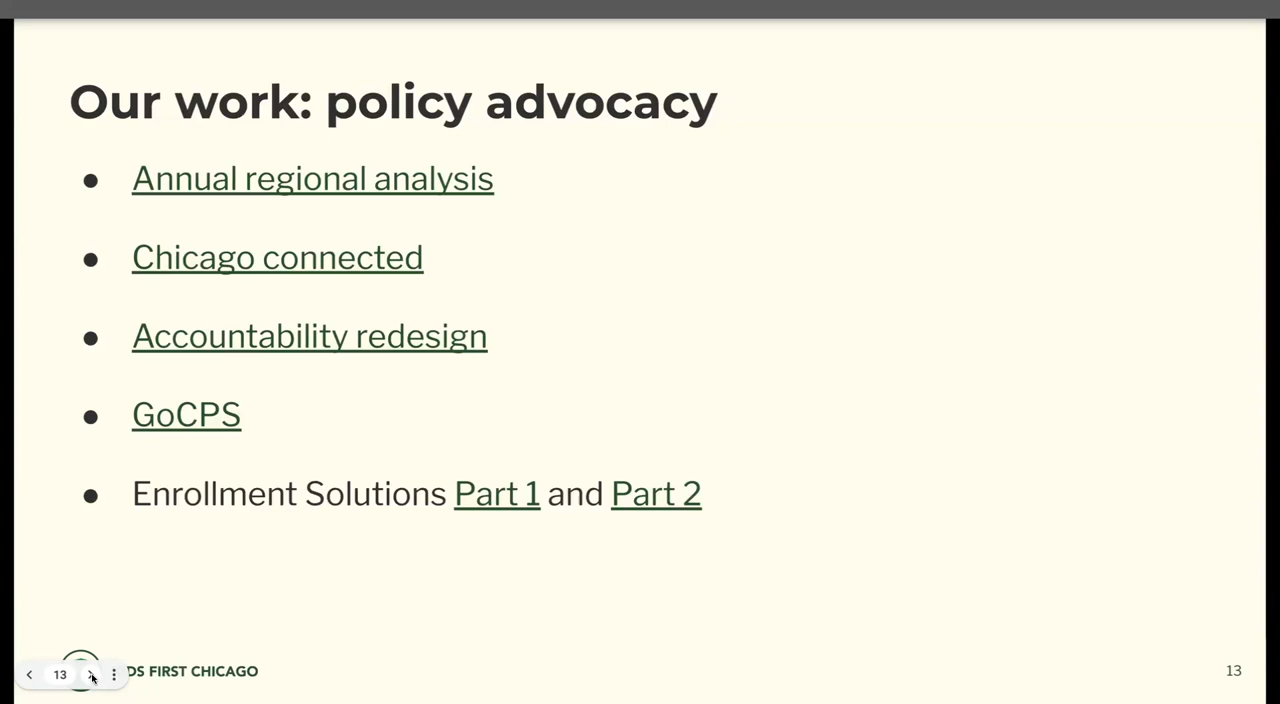 Our work: policy advocacy
● Annual regional analysis
● Chicago connected
● Accountability redesign
● GoCPS
● Enrollment Solutions Part 1 and Part 2
13
FIRST CHICAGO
13